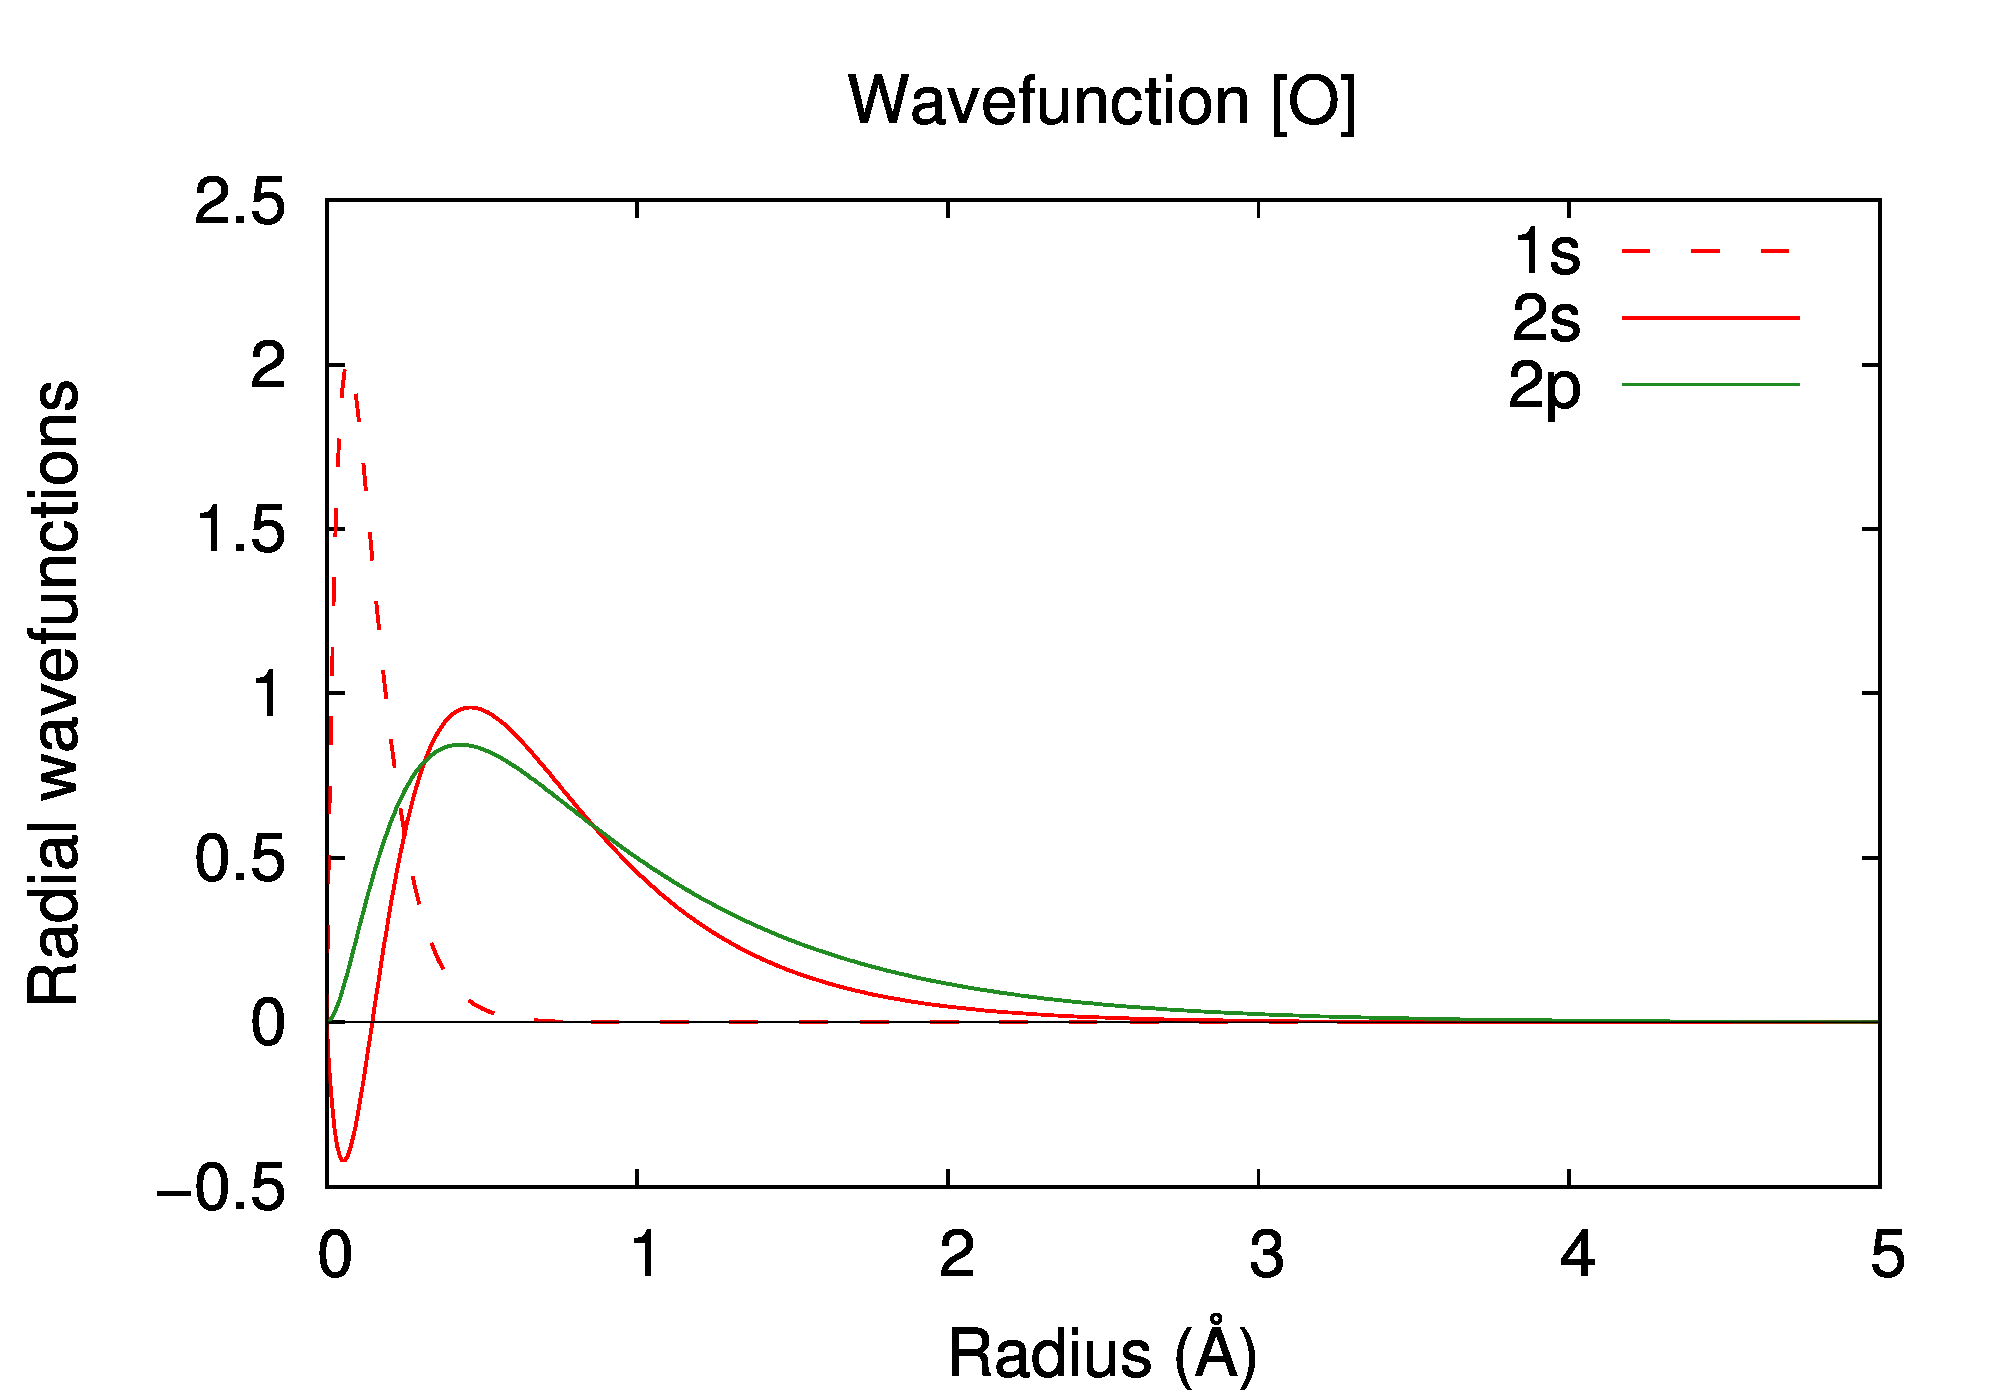 Wavefunction [O]
2.5
2
1.5
1
0.5
0
−0.5
Radial wavefunctions
1s
2s
2p
0 1 2 3 4 5
Radius (Å)